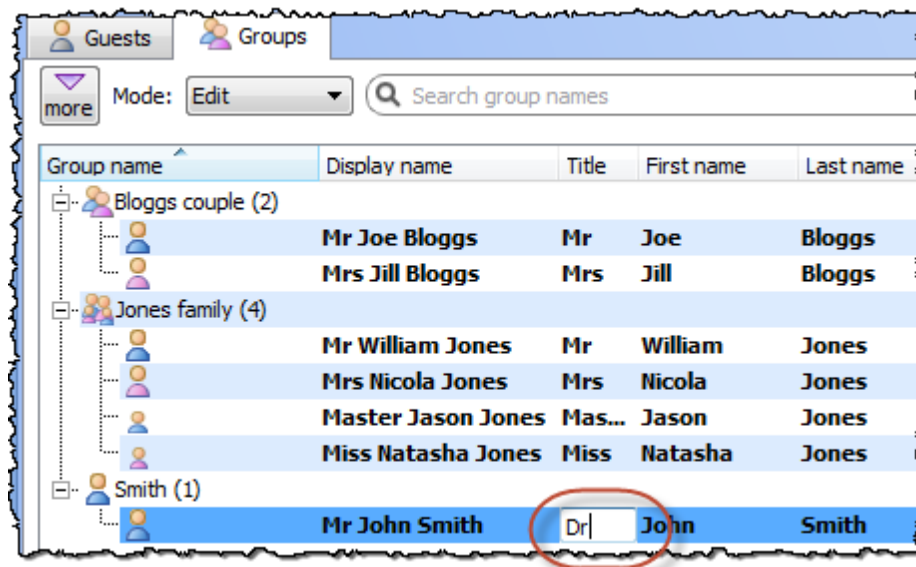 Guests Groups
more Mode: Edit Search group names
Group name Display name Title First name Last name
Bloggs couple (2)
Mr Joe Bloggs Mr Joe Bloggs
Mrs Jill Bloggs Mrs Jill Bloggs
Jones family (4)
Mr William Jones Mr William Jones
Mrs Nicola Jones Mrs Nicola Jones
Master Jason Jones Mas... Jason Jones
Miss Natasha Jones Miss Natasha Jones
Smith (1)
Mr John Smith Dr John Smith